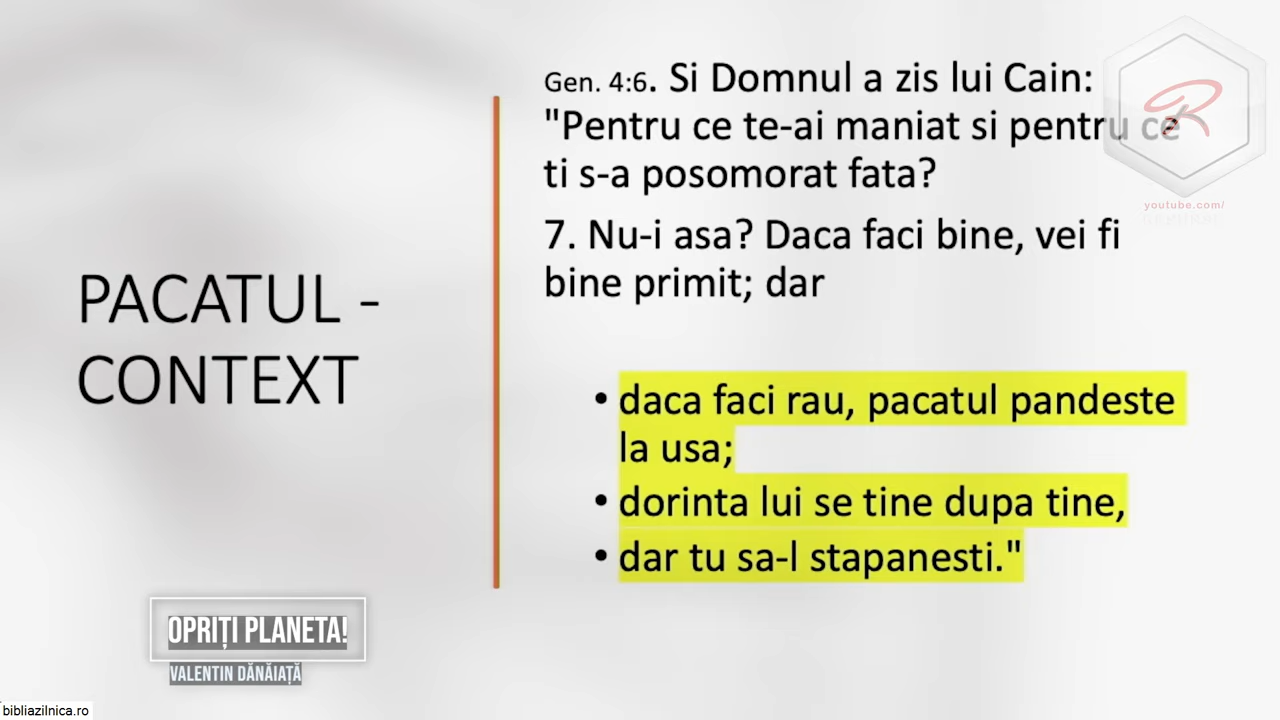 Gen. 4:6. Si Domnul a zis lui Cain:
"Pentru ce te-ai maniat si pentru ce
ti s-a posomorat fata?
7. Nu-i asa? Daca faci bine, vei fi
bine primit; dar
PACATUL -
CONTEXT
• daca faci rau, pacatul pandeste
la usa;
• dorinta lui se tine dupa tine,
• dar tu sa-l stapanesti."
R
youtube.com/
OPRIȚI PLANETA!
VALENTIN DĂNĂIAȚĂ
bibliazilnica.ro